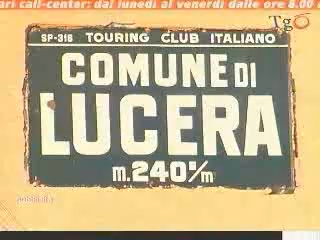 ari call-center: dal lunedì al venerdì dalle ore 8.00
TgO
SP-316 TOURING CLUB ITALIANO
COMUNE DI
LUCERA
m. 240 s/m